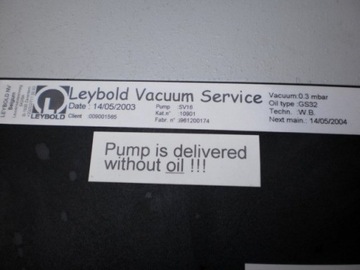 LEYBOLD
Leybold Vacuum Service
Date : 14/05/2003
Client : 000001585
Pump : SV16
Kat.n° : 10901
Fabr. n° : 961200174
Vacuum:0.3 mbar
Oil type :GS32
Techn. :W.B.
Next main.: 14/05/2004
Pump is delivered
without oil !!!